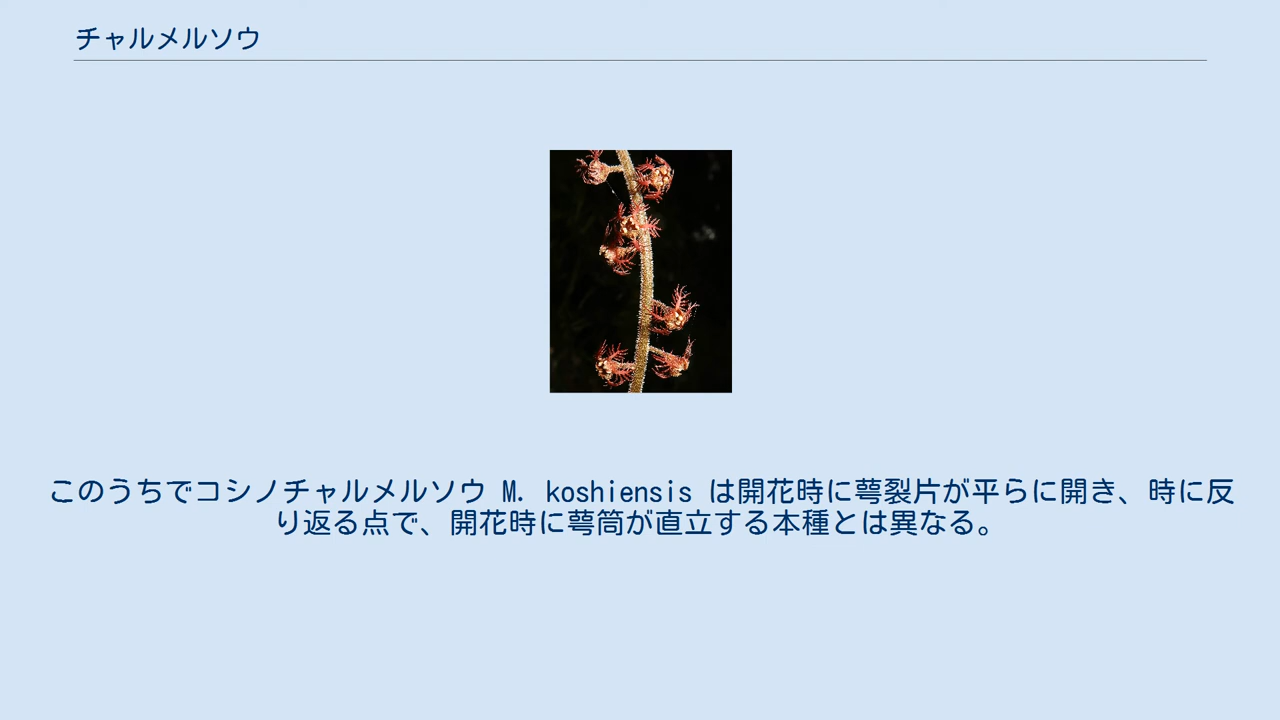 チャルメルソウ
このうちでコシノチャルメルソウ M. koshiensis は開花時に萼裂片が平らに開き、時に反
り返る点で、開花時に萼筒が直立する本種とは異なる。